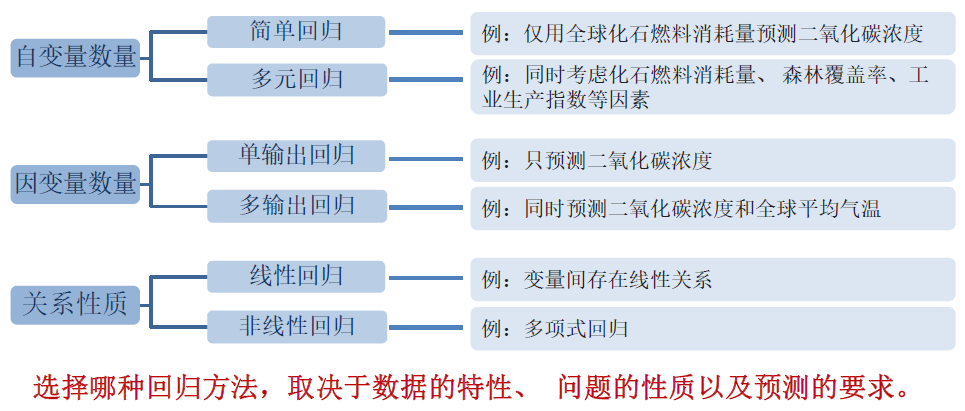 自变量数量
简单回归
例：仅用全球化石燃料消耗量预测二氧化碳浓度
多元回归
例：同时考虑化石燃料消耗量、 森林覆盖率、工
业生产指数等因素
因变量数量
单输出回归
例：只预测二氧化碳浓度
多输出回归
例：同时预测二氧化碳浓度和全球平均气温
关系性质
线性回归
例：变量间存在线性关系
非线性回归
例：多项式回归
选择哪种回归方法，取决于数据的特性、 问题的性质以及预测的要求。